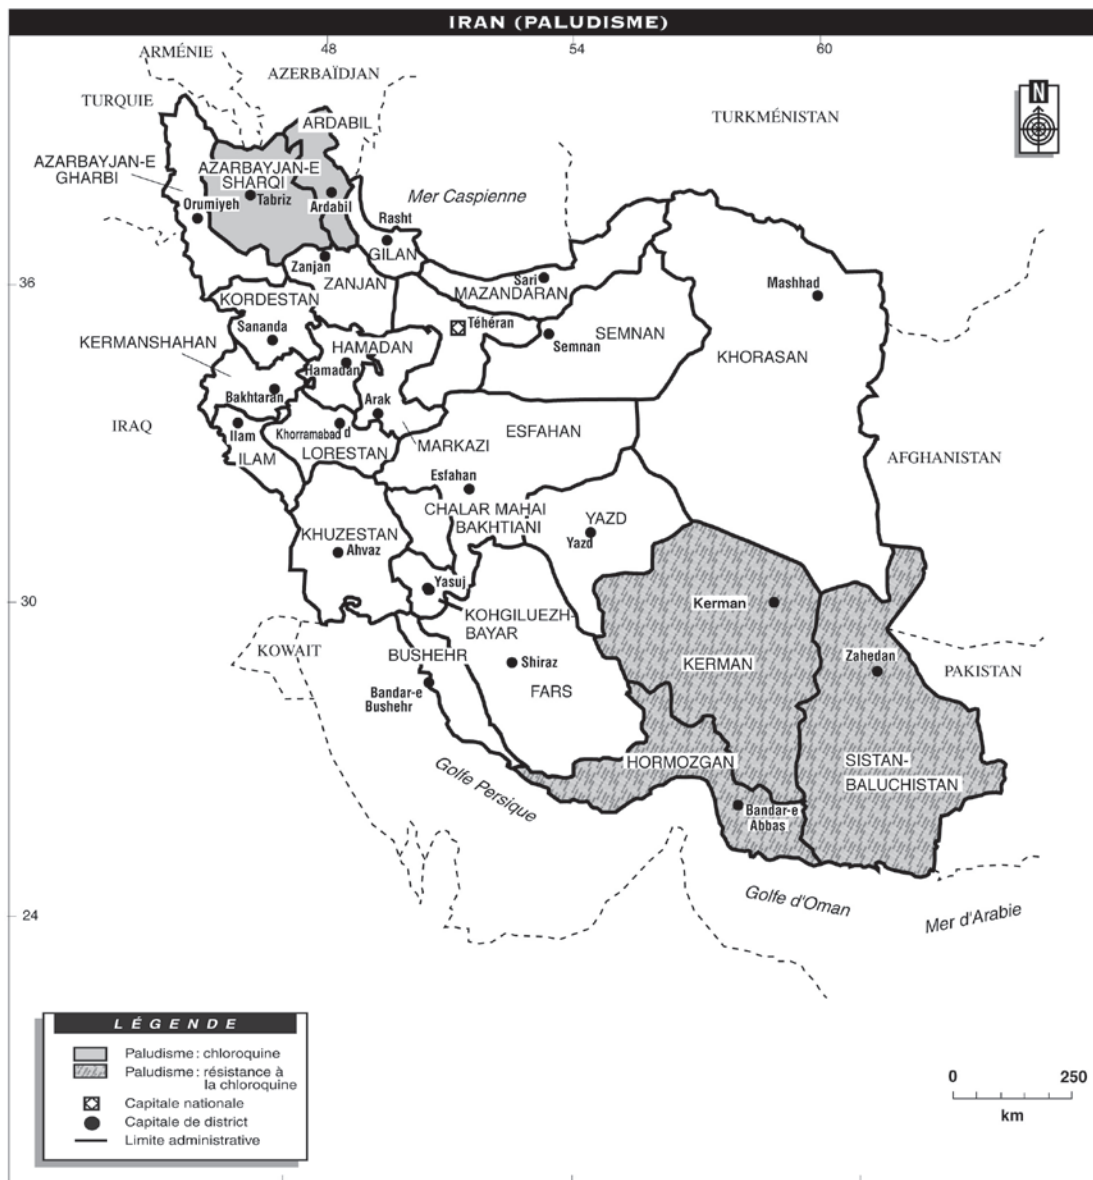 IRAN (PALUDISME)
48
54
60
ARMÉNIE
AZERBAÏDJAN
TURQUIE
TURKMÉNISTAN
N
ARDABIL
AZARBAYJAN-E
GHARBI
AZARBAYJAN-E
SHARQI
Tabriz
Ardabil
Orumiyeh
Mer Caspienne
Rasht
GILAN
Zanjan
ZANJAN
36
Sari
MAZANDARAN
Mashhad
KORDESTAN
Sananda
Téhéran
SEMNAN
Semnan
KERMANSHAHAN
HAMADAN
Hamadan
KHORASAN
Bakhtaran
Arak
IRAQ
Ilam
ILAM
Khorramabad d
LORESTAN
MARKAZI
ESFAHAN
AFGHANISTAN
Esfahan
CHALAR MAHAI
BAKHTIANI
YAZD
Yazd
KHUZESTAN
Ahvaz
Yasuj
30
Kerman
KOHGILUEZH-
BAYAR
KOWAIT
BUSHEHR
Shiraz
KERMAN
Zahedan
PAKISTAN
Bandar-e
Bushehr
FARS
HORMOZGAN
SISTAN-
BALUCHISTAN
Golfe Persique
Bandar-e
Abbas
Golfe d'Oman
Mer d'Arabie
24
LÉGENDE
Paludisme : chloroquine
Paludisme : résistance à
la chloroquine
Capitale nationale
Capitale de district
Limite administrative
0
250
km